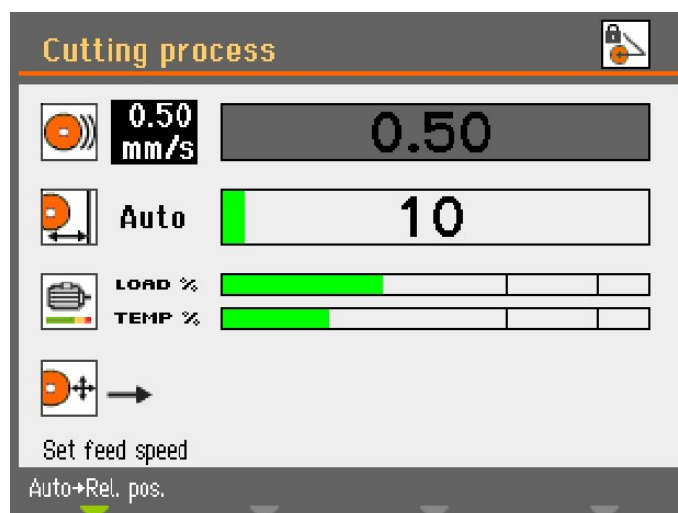 Cutting process
0.50
mm/s
0.50
Auto
10
LOAD %
TEMP %
Set feed speed
Auto→Rel. pos.